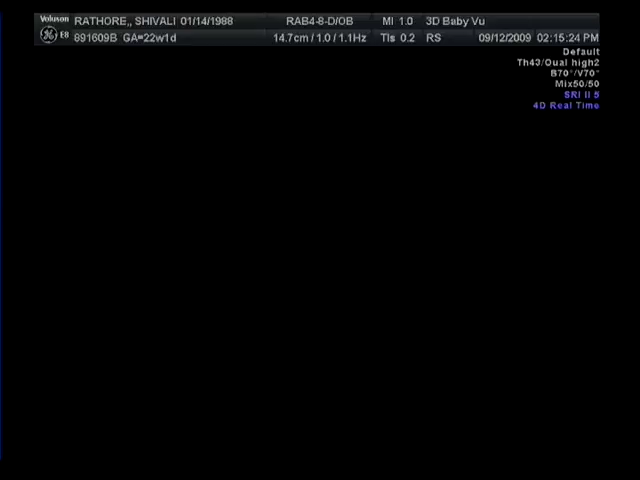 Voluson RATHORE,, SHIVALI 01/14/1988 RAB4-8-D/OB MI 1.0 3D Baby Vu
E8 891609B GA=22w1d 14.7cm / 1.0 / 1.1Hz TIs 0.2 RS 09/12/2009 02:15:24 PM
Default
Th43/Qual high2
B70°/V70°
Mix50/50
SRI II 5
4D Real Time